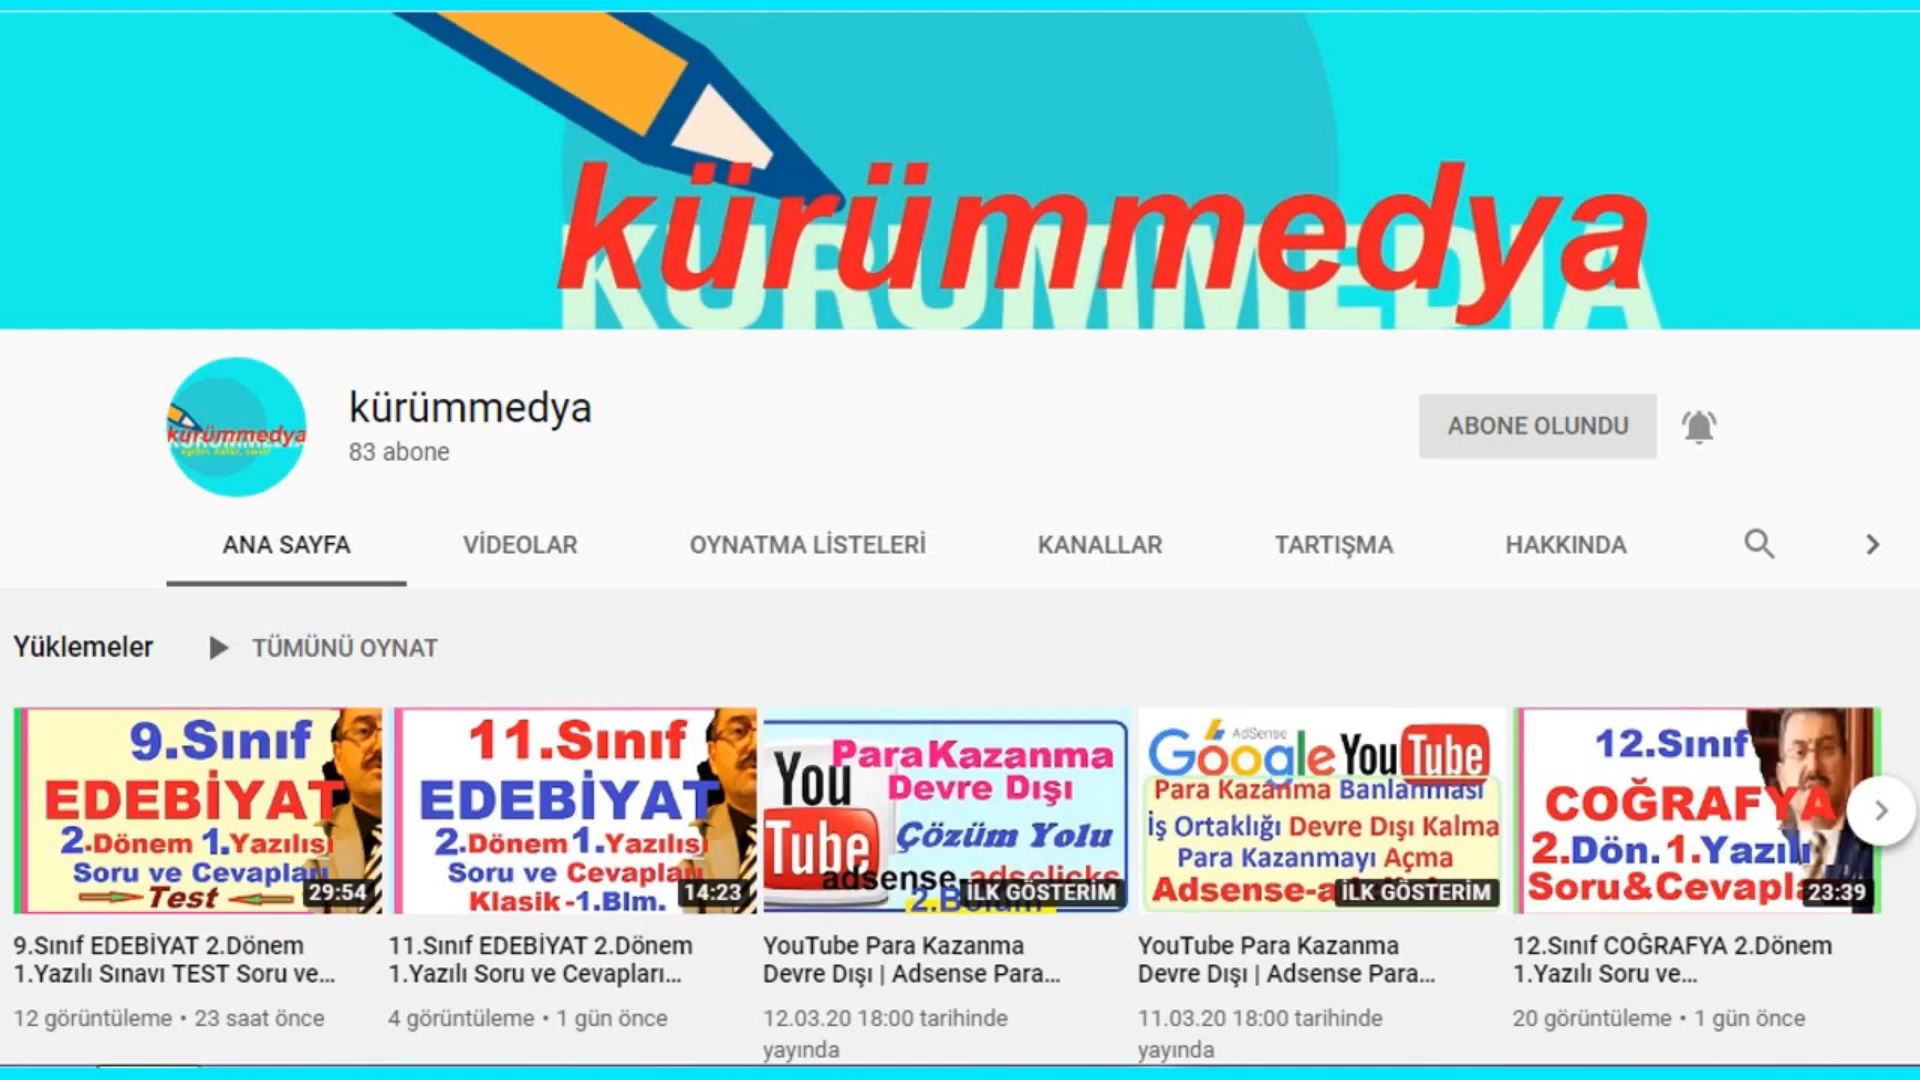 kürümmedya
KURUMMEDIA
kürümmedya
kürümmedya
83 abone
ABONE OLUNDU
ANA SAYFA
VİDEOLAR
OYNATMA LİSTELERİ
KANALLAR
TARTIŞMA
HAKKINDA
Yüklemeler
TÜMÜNÜ OYNAT
9.Sınıf
EDEBİYAT
2.Dönem 1.Yazılısı
Soru ve Cevapları
Test
29:54
11.Sınıf
EDEBİYAT
2.Dönem 1.Yazılısı
Soru ve Cevapları
Klasik-1.Blm.
14:23
You
Tube
Para Kazanma
Devre Dışı
Çözüm Yolu
adsense, adsclicks
2.Bölüm
İLK GÖSTERİM
AdSense
Google YouTube
Para Kazanma Banlanması
İş Ortaklığı Devre Dışı Kalma
Para Kazanmayı Açma
İLK GÖSTERİM
12.Sınıf
COĞRAFYA
2.Dön.1.Yazılı
23:39
9.Sınıf EDEBİYAT 2.Dönem
1.Yazılı Sınavı TEST Soru ve...
12 görüntüleme • 23 saat önce
11.Sınıf EDEBİYAT 2.Dönem
1.Yazılı Soru ve Cevapları...
4 görüntüleme • 1 gün önce
YouTube Para Kazanma
Devre Dışı | Adsense Para...
12.03.20 18:00 tarihinde
yayında
YouTube Para Kazanma
Devre Dışı | Adsense Para...
11.03.20 18:00 tarihinde
yayında
12.Sınıf COĞRAFYA 2.Dönem
1.Yazılı Soru ve...
20 görüntüleme • 1 gün önce